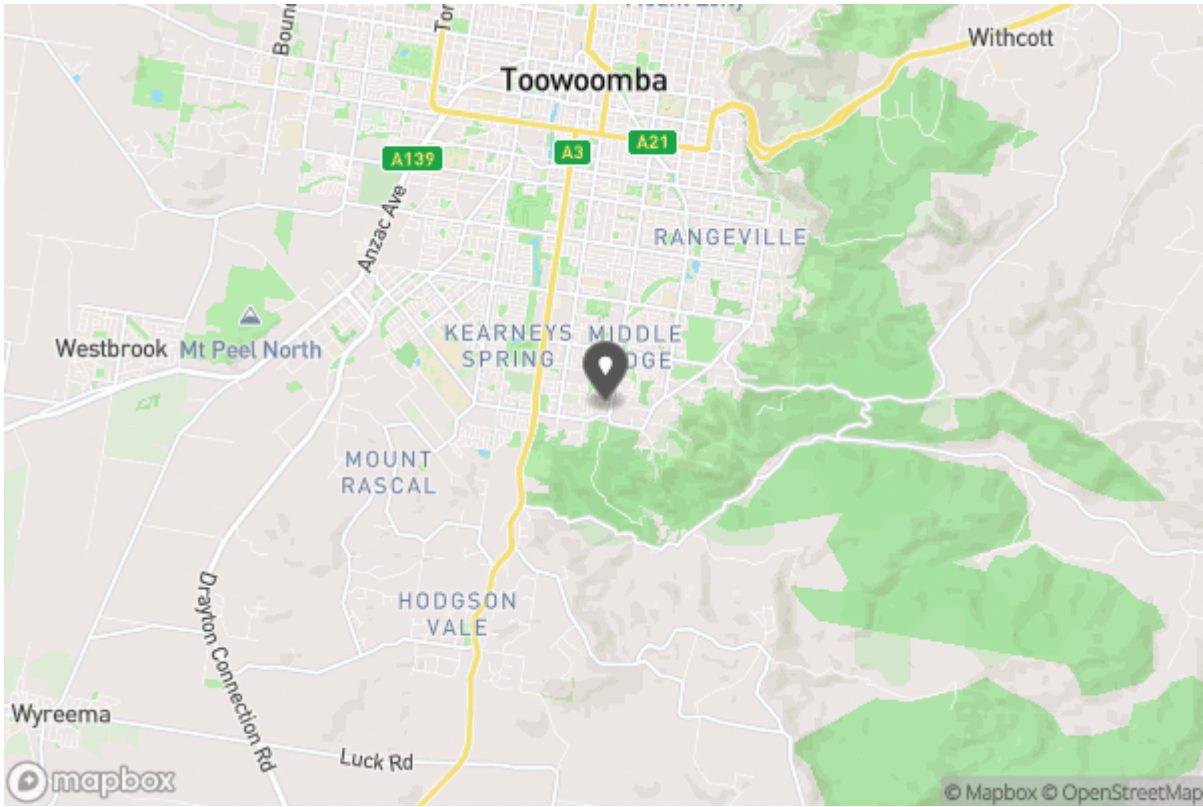 Withcott
Toowoomba
A21
A3
A139
Anzac Ave
RANGEVILLE
KEARNEYS
SPRING
MIDDLE
Westbrook
Mt Peel North
MOUNT
RASCAL
HODGSON
VALE
Drayton Connection Rd
Wyreema
Luck Rd
mapbox
© Mapbox © OpenStreetMap